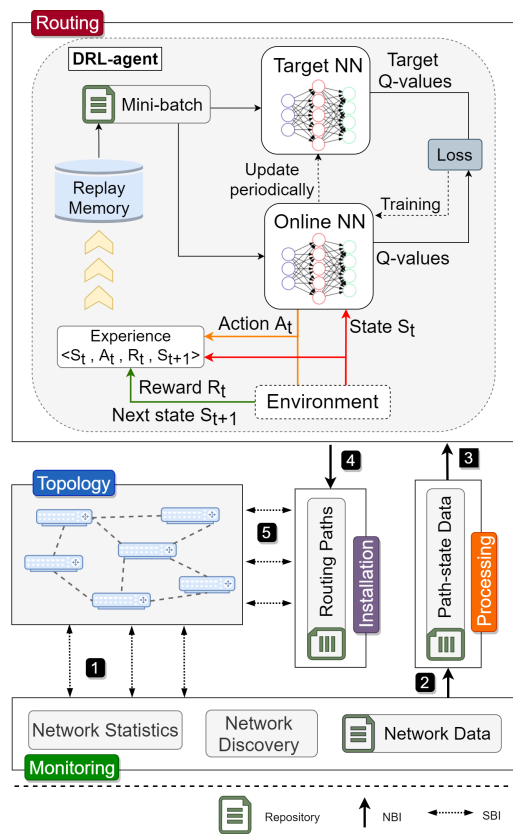 Routing
DRL-agent
Target NN
Target
Q-values
Mini-batch
Loss
Update
periodically
Training
Replay
Memory
Online NN
Q-values
Action At
State St
Experience
<St , At , Rt , St+1>
Reward Rt
Environment
Next state St+1
4
3
Topology
5
Routing Paths
Installation
Path-state Data
Processing
1
2
Network Statistics
Network
Discovery
Network Data
Monitoring
Repository
NBI
SBI